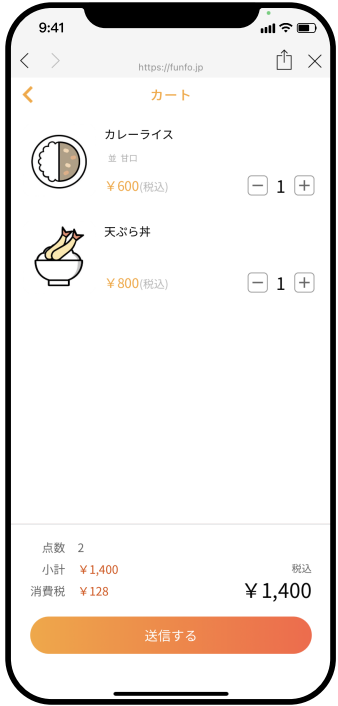 9:41
https://funfo.jp
カート
カレーライス
並 甘口
￥600(税込)
1
天ぷら丼
￥800(税込)
1
点数 2
小計 ￥1,400
税込
消費税 ￥128
￥1,400
送信する